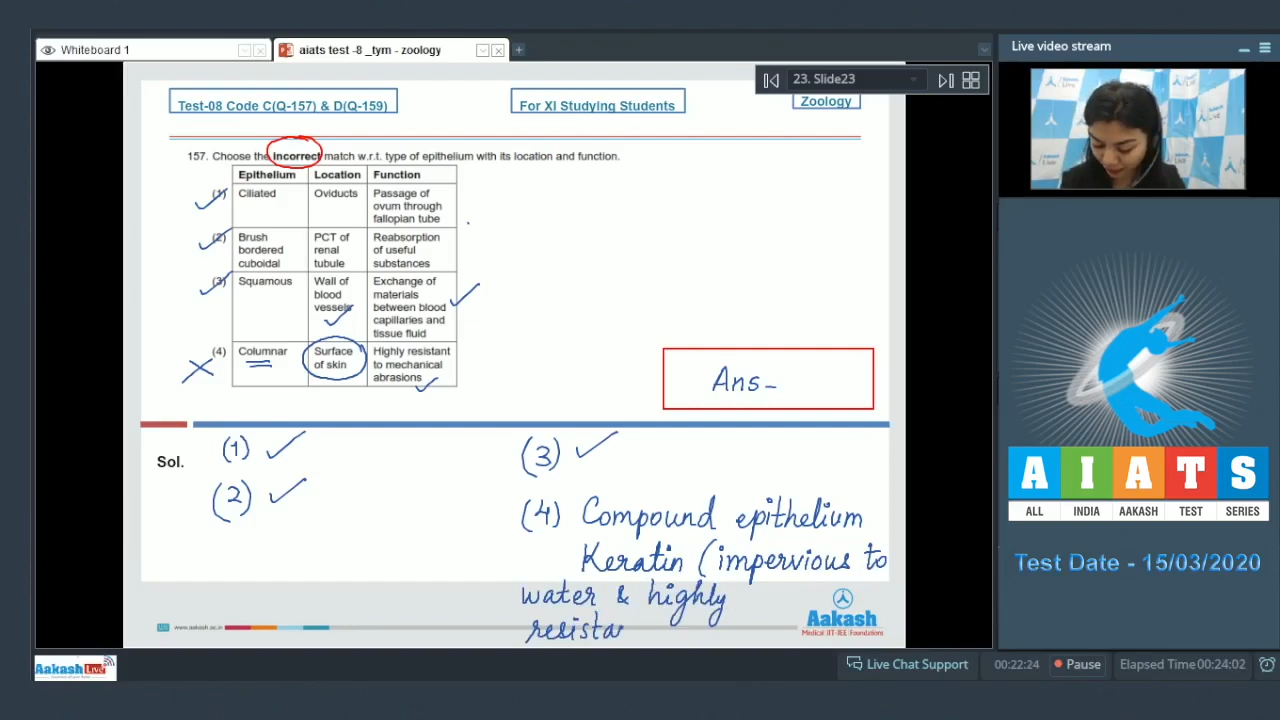 Whiteboard 1
aiats test -8 _tym - zoology
Live video stream
23. Slide23
Test-08 Code C(Q-157) & D(Q-159)
For XI Studying Students
Zoology
157. Choose the incorrect match w.r.t. type of epithelium with its location and function.
Epithelium Location Function
(1) Ciliated Oviducts Passage of
ovum through
fallopian tube
(2) Brush PCT of Reabsorption
bordered renal of useful
cuboidal tubule substances
(3) Squamous Wall of Exchange of
blood materials
vessels between blood
capillaries and
tissue fluid
(4) Columnar Surface Highly resistant
of skin to mechanical
abrasions
Ans -
Sol. (1) (3)
(2)
(4) Compound epithelium
Keratin (impervious to
water & highly
resista
www.aakash.ac.in
Aakash
Medical | IIT-JEE | Foundations
A I A T S
ALL INDIA AAKASH TEST SERIES
Test Date - 15/03/2020
Aakash Live
Live Chat Support
00:22:24
Pause
Elapsed Time 00:24:02